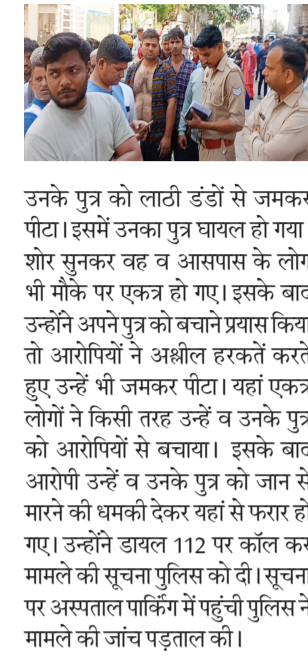 उनके पुत्र को लाठी डंडों से जमकर
पीटा। इसमें उनका पुत्र घायल हो गया
शोर सुनकर वह व आसपास के लोग
भी मौके पर एकत्र हो गए। इसके बाद
उन्होंने अपने पुत्र को बचाने प्रयास किया
तो आरोपियों ने अश्लील हरकतें करते
हुए उन्हें भी जमकर पीटा। यहां एकत्र
लोगों ने किसी तरह उन्हें व उनके पुत्र
को आरोपियों से बचाया। इसके बाद
आरोपी उन्हें व उनके पुत्र को जान से
मारने की धमकी देकर यहां से फरार हो
गए। उन्होंने डायल 112 पर कॉल कर
मामले की सूचना पुलिस को दी। सूचना
पर अस्पताल पार्किंग में पहुंची पुलिस ने
मामले की जांच पड़ताल की।